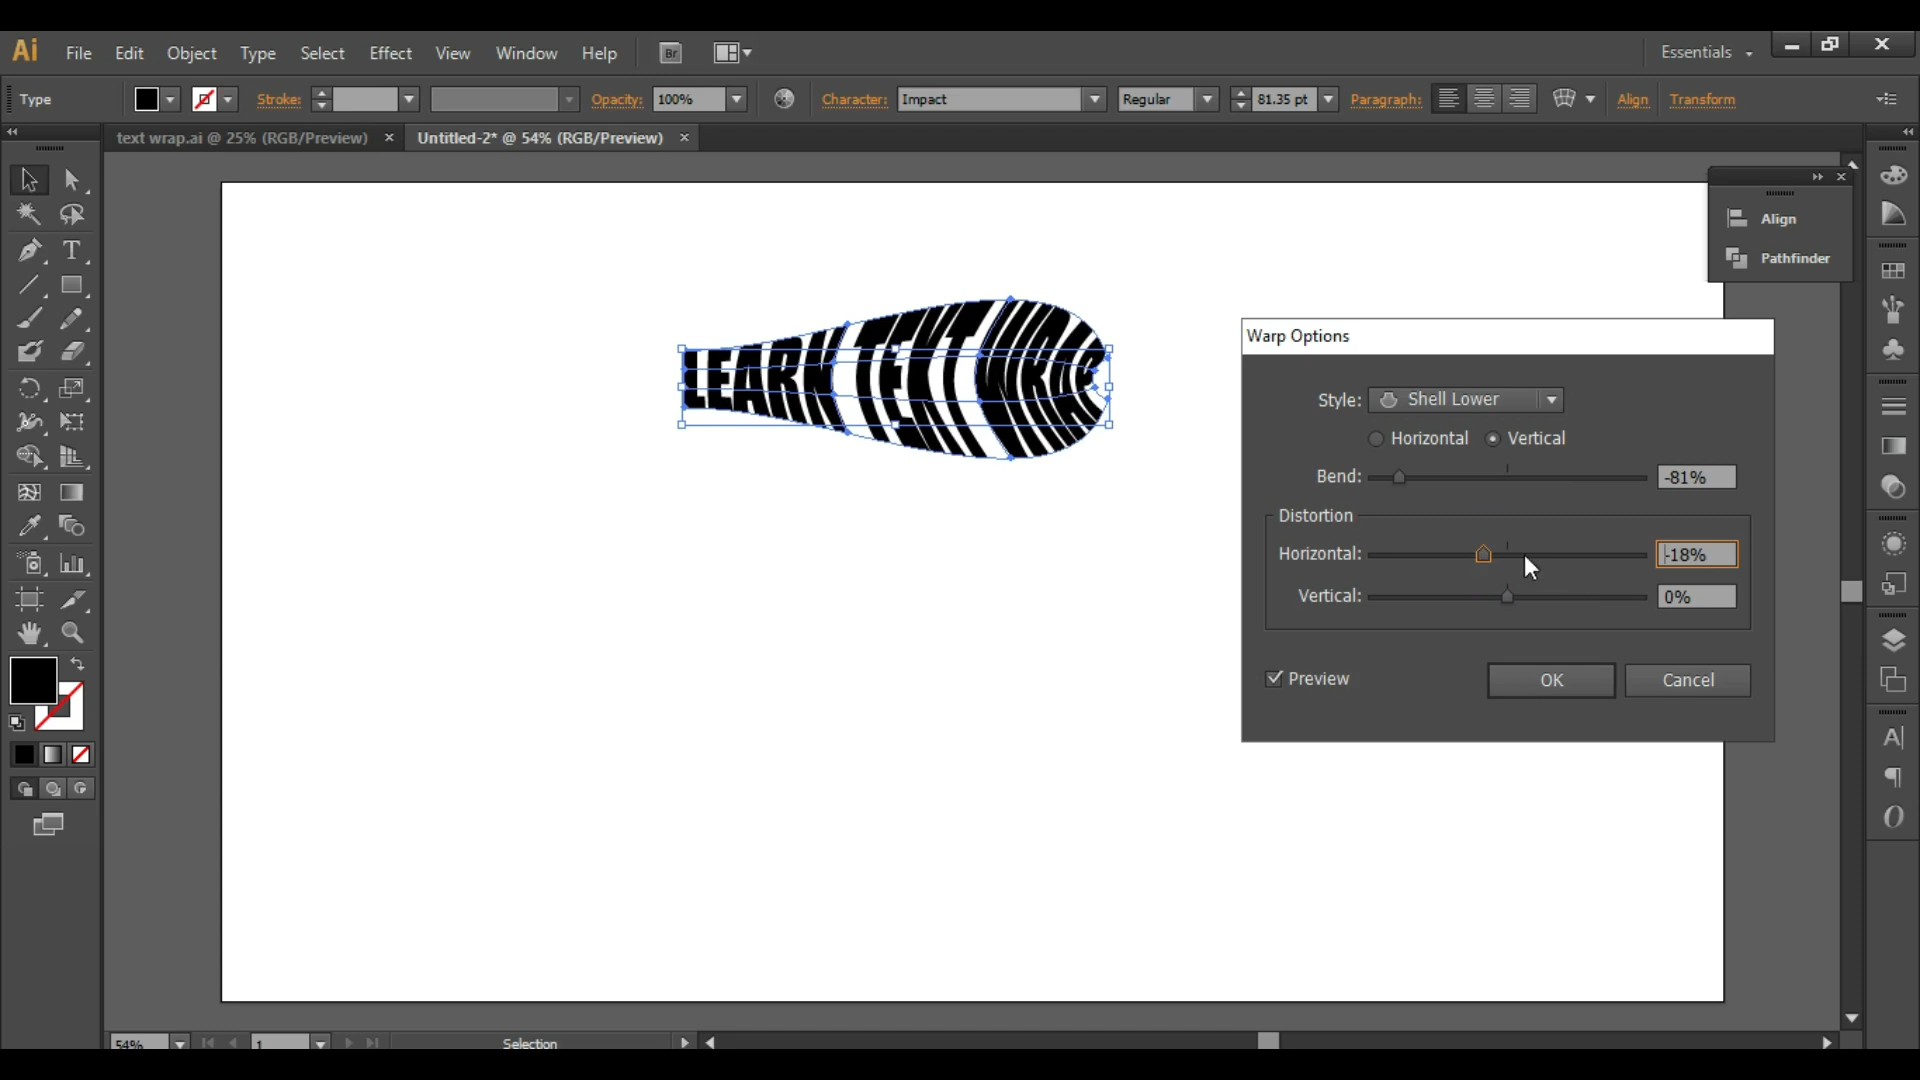 Ai File Edit Object Type Select Effect View Window Help Br Essentials
Type Stroke: Opacity: 100% Character: Impact Regular 81.35 pt Paragraph: Align Transform
text wrap.ai @ 25% (RGB/Preview) × Untitled-2* @ 54% (RGB/Preview) ×
Align
Pathfinder
LEARN TEXT WRAP
Warp Options
Style: Shell Lower
Horizontal Vertical
Bend: -81%
Distortion
Horizontal: -18%
Vertical: 0%
Preview OK Cancel
54% 1 Selection